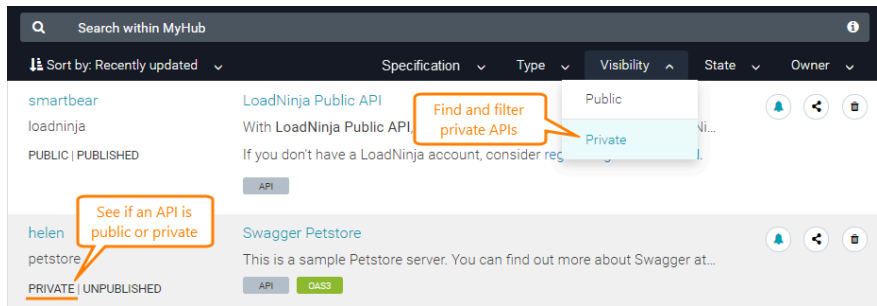 Search within MyHub
Sort by: Recently updated
Specification
Type
Visibility
State
Owner
Public
Private
Find and filter
private APIs
smartbear
loadninja
PUBLIC | PUBLISHED
LoadNinja Public API
With LoadNinja Public API,
If you don't have a LoadNinja account, consider
API
See if an API is
public or private
helen
petstore
PRIVATE | UNPUBLISHED
Swagger Petstore
This is a sample Petstore server. You can find out more about Swagger at...
API
OAS3